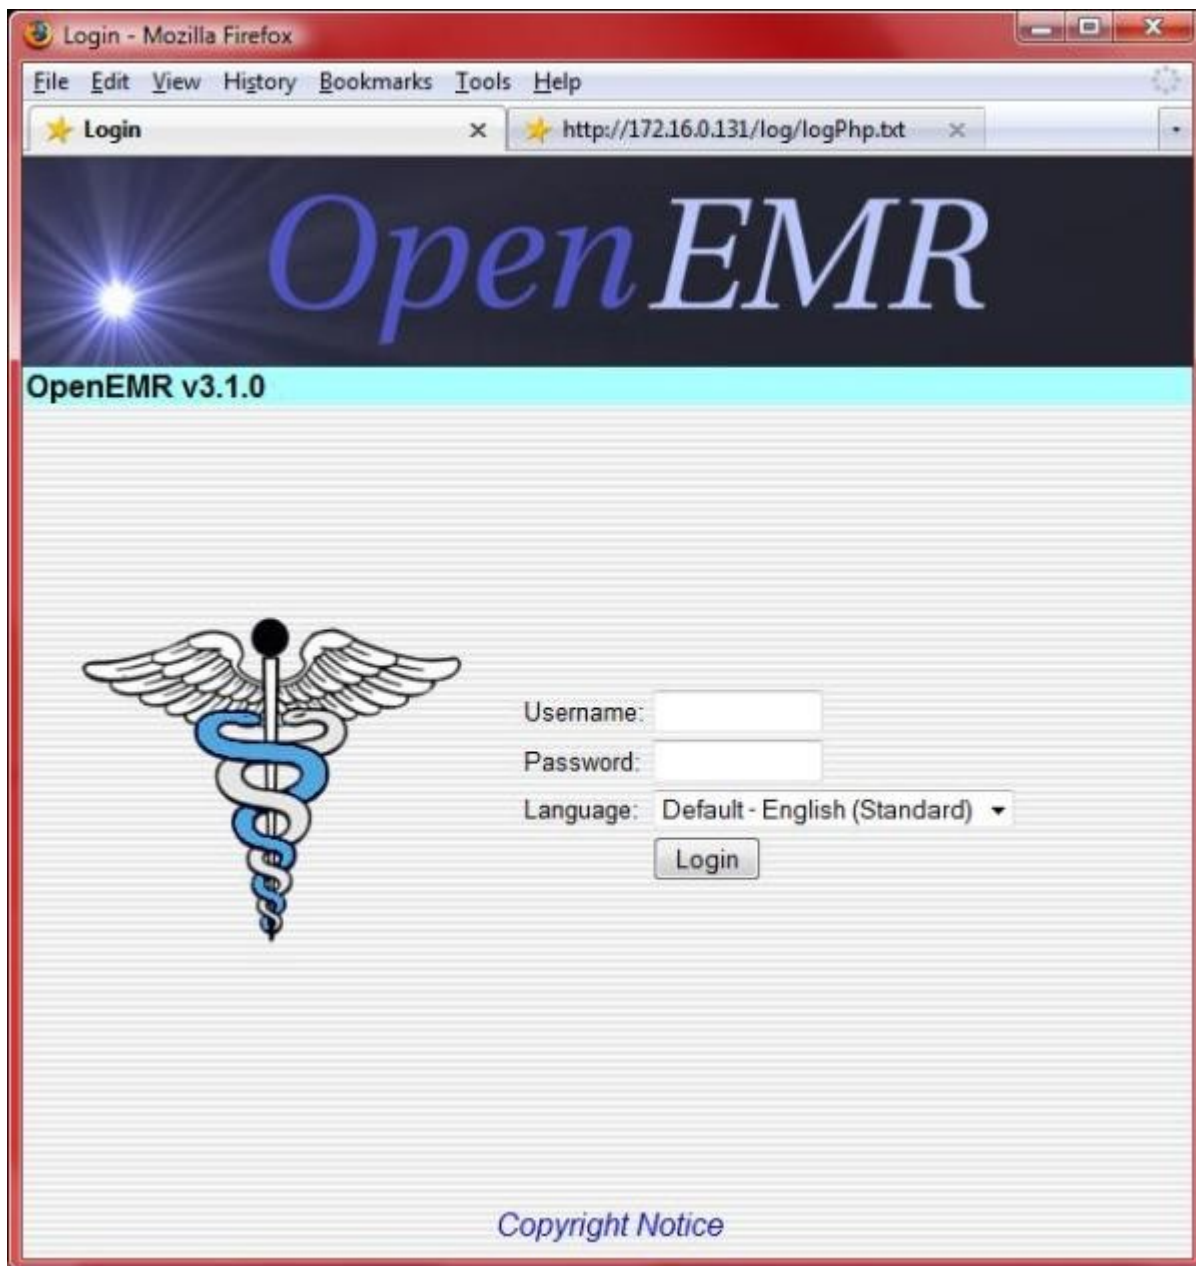 Login - Mozilla Firefox
File Edit View History Bookmarks Tools Help
Login
http://172.16.0.131/log/logPhp.txt
OpenEMR
OpenEMR v3.1.0
Username:
Password:
Language: Default - English (Standard)
Login
Copyright Notice